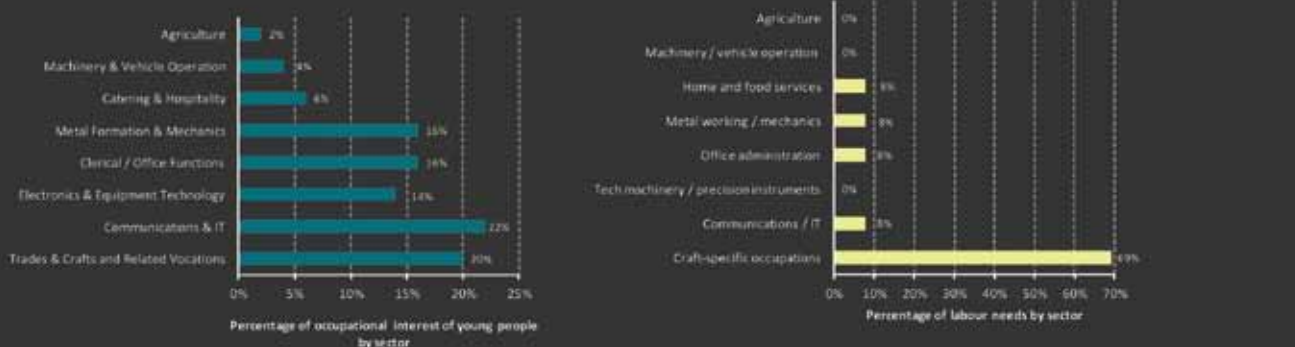 Agriculture 2%
Machinery & Vehicle Operation 4%
Catering & Hospitality 6%
Metal Formation & Mechanics 16%
Clerical / Office Functions 16%
Electronics & Equipment Technology 14%
Communications & IT 22%
Trades & Crafts and Related Vocations 20%
0% 5% 10% 15% 20% 25%
Percentage of occupational interest of young people
by sector
Agriculture 0%
Machinery / vehicle operation 0%
Home and food services 8%
Metal working / mechanics 8%
Office administration 8%
Tech machinery / precision instruments 0%
Communications / IT 8%
Craft-specific occupations 69%
0% 10% 20% 30% 40% 50% 60% 70%
Percentage of labour needs by sector